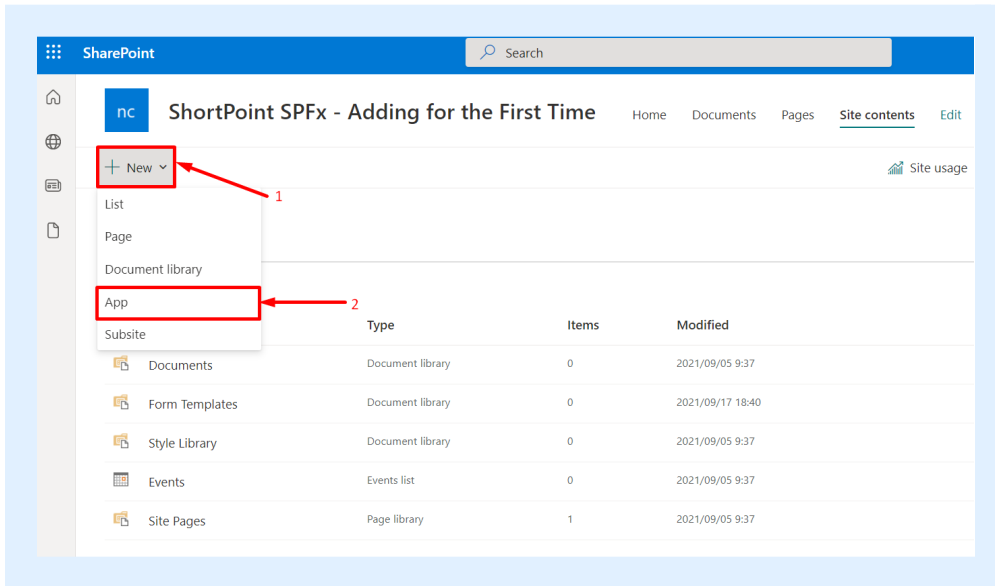 SharePoint
Search
nc
ShortPoint SPFx - Adding for the First Time
Home Documents Pages Site contents Edit
New
Site usage
1
List
Page
Document library
App
2
Subsite
Type Items Modified
Documents Document library 0 2021/09/05 9:37
Form Templates Document library 0 2021/09/17 18:40
Style Library Document library 0 2021/09/05 9:37
Events Events list 0 2021/09/05 9:37
Site Pages Page library 1 2021/09/05 9:37